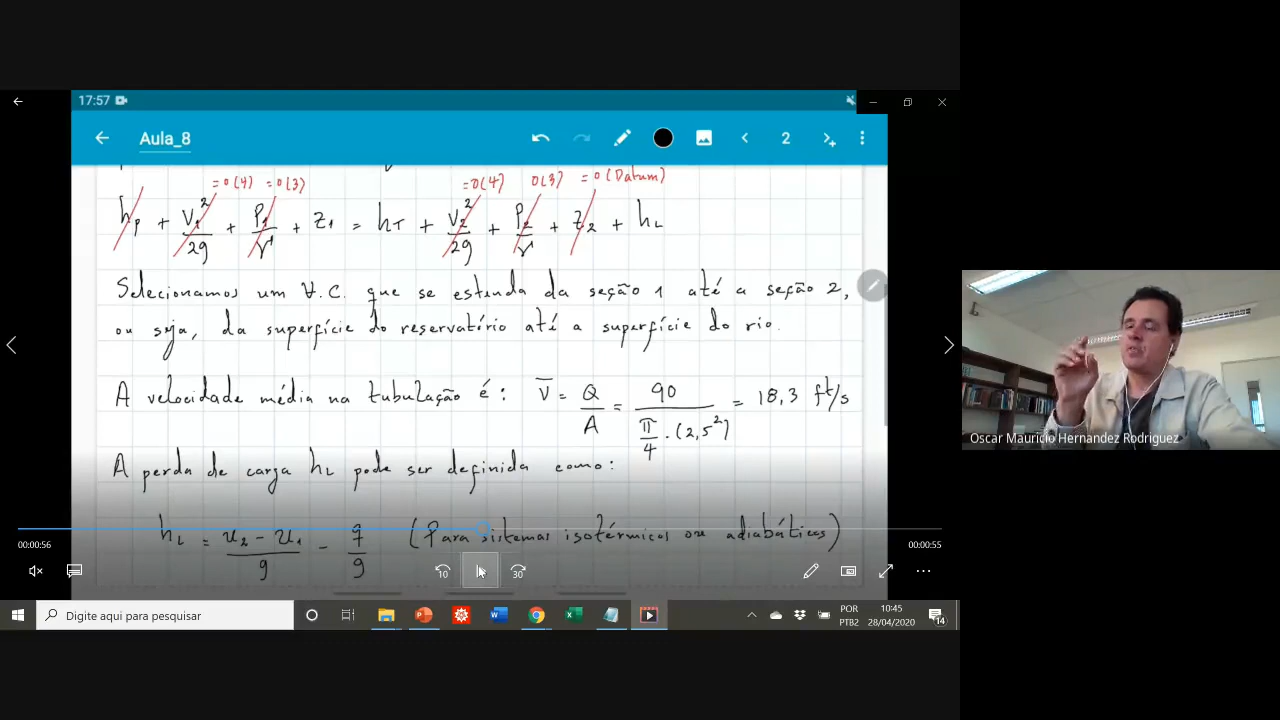 17:57
Aula_8
2
=0(4) =0(3) =0(4) 0(3) =0(Datum)
hp + V₁²/2g + P₁/γ + z₁ = hT + V₂²/2g + P₂/γ + z₂ + hL
Selecionamos um V.C. que se estenda da seção 1 até a seção 2,
ou seja, da superfície do reservatório até a superfície do rio.
A velocidade média na tubulação é: V̅ = Q/A = 90/(π/4 . (2,5²)) = 18,3 ft/s
A perda de carga hL pode ser definida como:
hL = (u₂ - u₁)/g - q/g (Para sistemas isotérmicos ou adiabáticos)
00:00:56
00:00:55
10
30
Digite aqui para pesquisar
POR
PTB2
10:45
28/04/2020
14
Oscar Mauricio Hernandez Rodriguez